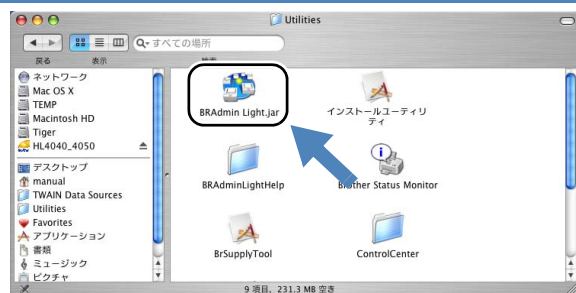 Utilities
すべての場所
戻る
表示
検索
ネットワーク
Mac OS X
TEMP
Macintosh HD
Tiger
HL4040_4050
デスクトップ
manual
TWAIN Data Sources
Utilities
Favorites
アプリケーション
書類
ミュージック
ピクチャ
BRAdmin Light.jar
インストールユーティリ
ティ
BRAdminLightHelp
Brother Status Monitor
BrSupplyTool
ControlCenter
9 項目、231.3 MB 空き